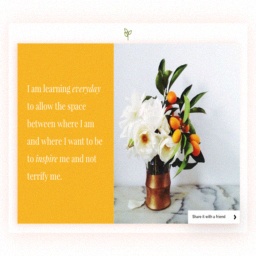 I am learning everyday
to allow the space
between where I am
and where I want to be
to inspire me and not
terrify me.
Share it with a friend